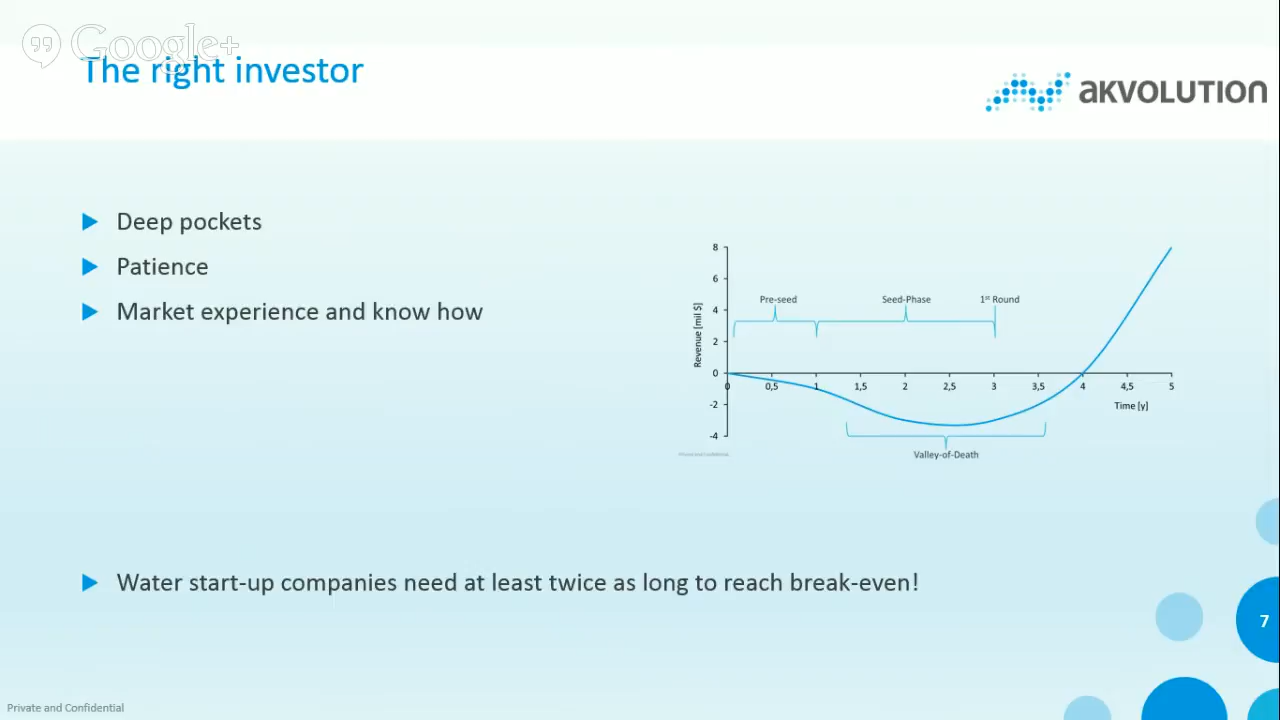 Google+
The right investor
AKVOLUTION
Deep pockets
Patience
Market experience and know how
8
6
4
2
0
-2
-4
Revenue [mil $]
Pre-seed
Seed-Phase
1st Round
0 0,5 1 1,5 2 2,5 3 3,5 4 4,5 5
Time [y]
Valley-of-Death
Private and Confidential
Water start-up companies need at least twice as long to reach break-even!
7
Private and Confidential